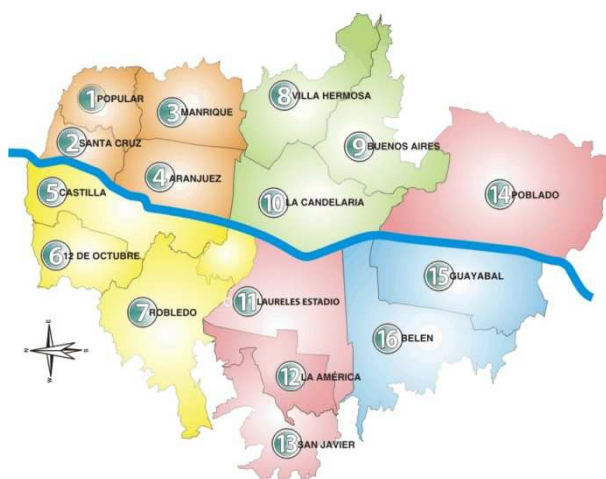 1 POPULAR
2 SANTA CRUZ
3 MANRIQUE
4 ARANJUEZ
5 CASTILLA
6 12 DE OCTUBRE
7 ROBLEDO
8 VILLA HERMOSA
9 BUENOS AIRES
10 LA CANDELARIA
11 LAURELES ESTADIO
12 LA AMÉRICA
13 SAN JAVIER
14 POBLADO
15 GUAYABAL
16 BELEN